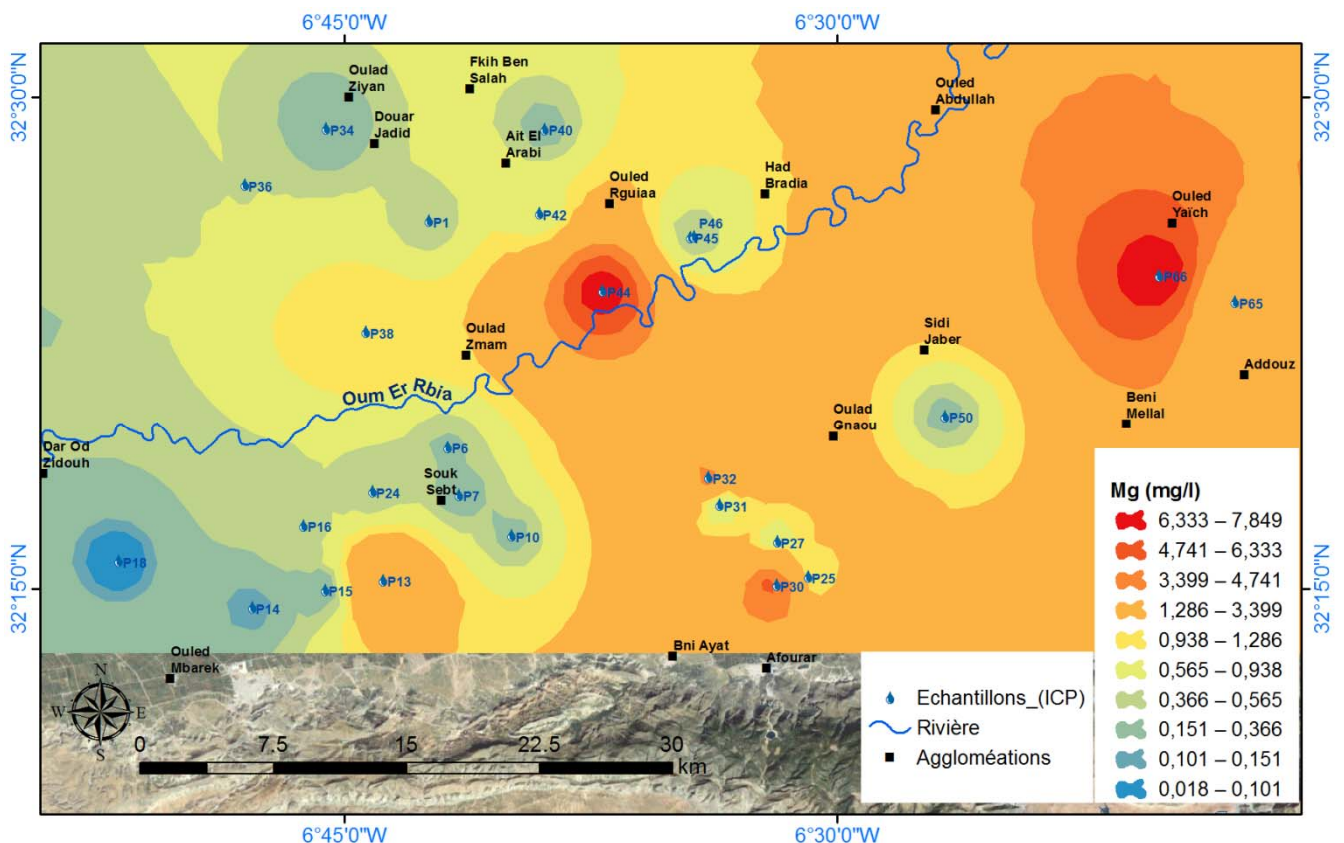 6°45'0"W
6°30'0"W
32°30'0"N
32°30'0"N
Oulad
Ziyan
Fkih Ben
Salah
Ouled
Abdullah
P34
Douar
Jadid
P40
Ait El
Arabi
P36
Ouled
Rguiaa
Had
Bradia
P1
P42
P46
P45
Ouled
Yaïch
P44
P66
P65
P38
Oulad
Zmam
Sidi
Jaber
Addouz
Oum Er Rbia
P50
Oulad
Gnaou
Beni
Mellal
Dar Od
Zidouh
P6
Souk
Sebt
P7
P24
P32
P31
P16
P10
P27
P18
P13
P15
P14
P25
P30
32°15'0"N
32°15'0"N
Ouled
Mbarek
Bni Ayat
Afourar
N
W
E
S
0
7.5
15
22.5
30
km
Echantillons_(ICP)
Rivière
Aggloméations
Mg (mg/l)
6,333 – 7,849
4,741 – 6,333
3,399 – 4,741
1,286 – 3,399
0,938 – 1,286
0,565 – 0,938
0,366 – 0,565
0,151 – 0,366
0,101 – 0,151
0,018 – 0,101
6°45'0"W
6°30'0"W